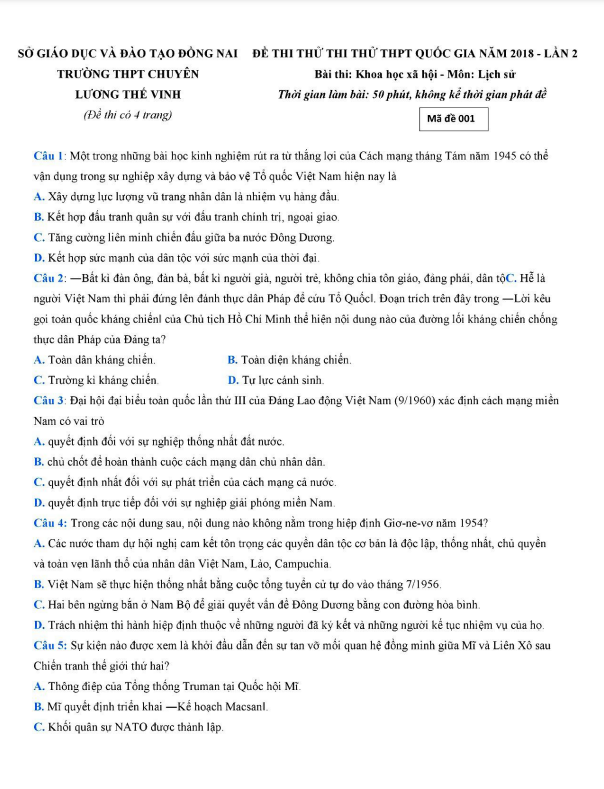 SỞ GIÁO DỤC VÀ ĐÀO TẠO ĐỒNG NAI
TRƯỜNG THPT CHUYÊN
LƯƠNG THẾ VINH
(Đề thi có 4 trang)
ĐỀ THI THỬ THI THỬ THPT QUỐC GIA NĂM 2018 - LẦN 2
Bài thi: Khoa học xã hội - Môn: Lịch sử
Thời gian làm bài: 50 phút, không kể thời gian phát đề
Mã đề 001
Câu 1: Một trong những bài học kinh nghiệm rút ra từ thắng lợi của Cách mạng tháng Tám năm 1945 có thể
vận dụng trong sự nghiệp xây dựng và bảo vệ Tổ quốc Việt Nam hiện nay là
A. Xây dựng lực lượng vũ trang nhân dân là nhiệm vụ hàng đầu.
B. Kết hợp đấu tranh quân sự với đấu tranh chính trị, ngoại giao.
C. Tăng cường liên minh chiến đấu giữa ba nước Đông Dương.
D. Kết hợp sức mạnh của dân tộc với sức mạnh của thời đại.
Câu 2: ―Bất kì đàn ông, đàn bà, bất kì người già, người trẻ, không chia tôn giáo, đảng phái, dân tộC. Hễ là
người Việt Nam thì phải đứng lên đánh thực dân Pháp để cứu Tổ Quốcl. Đoạn trích trên đây trong ―Lời kêu
gọi toàn quốc kháng chiếnl của Chủ tịch Hồ Chí Minh thể hiện nội dung nào của đường lối kháng chiến chống
thực dân Pháp của Đảng ta?
A. Toàn dân kháng chiến. B. Toàn diện kháng chiến.
C. Trường kì kháng chiến. D. Tự lực cánh sinh.
Câu 3: Đại hội đại biểu toàn quốc lần thứ III của Đảng Lao động Việt Nam (9/1960) xác định cách mạng miền
Nam có vai trò
A. quyết định đối với sự nghiệp thống nhất đất nước.
B. chủ chốt để hoàn thành cuộc cách mạng dân chủ nhân dân.
C. quyết định nhất đối với sự phát triển của cách mạng cả nước.
D. quyết định trực tiếp đối với sự nghiệp giải phóng miền Nam.
Câu 4: Trong các nội dung sau, nội dung nào không nằm trong hiệp định Giơ-ne-vơ năm 1954?
A. Các nước tham dự hội nghị cam kết tôn trọng các quyền dân tộc cơ bản là độc lập, thống nhất, chủ quyền
và toàn vẹn lãnh thổ của nhân dân Việt Nam, Lào, Campuchia.
B. Việt Nam sẽ thực hiện thống nhất bằng cuộc tổng tuyển cử tự do vào tháng 7/1956.
C. Hai bên ngừng bắn ở Nam Bộ để giải quyết vấn đề Đông Dương bằng con đường hòa bình.
D. Trách nhiệm thi hành hiệp định thuộc về những người đã ký kết và những người kế tục nhiệm vụ của họ.
Câu 5: Sự kiện nào được xem là khởi đầu dẫn đến sự tan vỡ mối quan hệ đồng minh giữa Mĩ và Liên Xô sau
Chiến tranh thế giới thứ hai?
A. Thông điệp của Tổng thống Truman tại Quốc hội Mĩ.
B. Mĩ quyết định triển khai ―Kế hoạch Macsanl.
C. Khối quân sự NATO được thành lập.